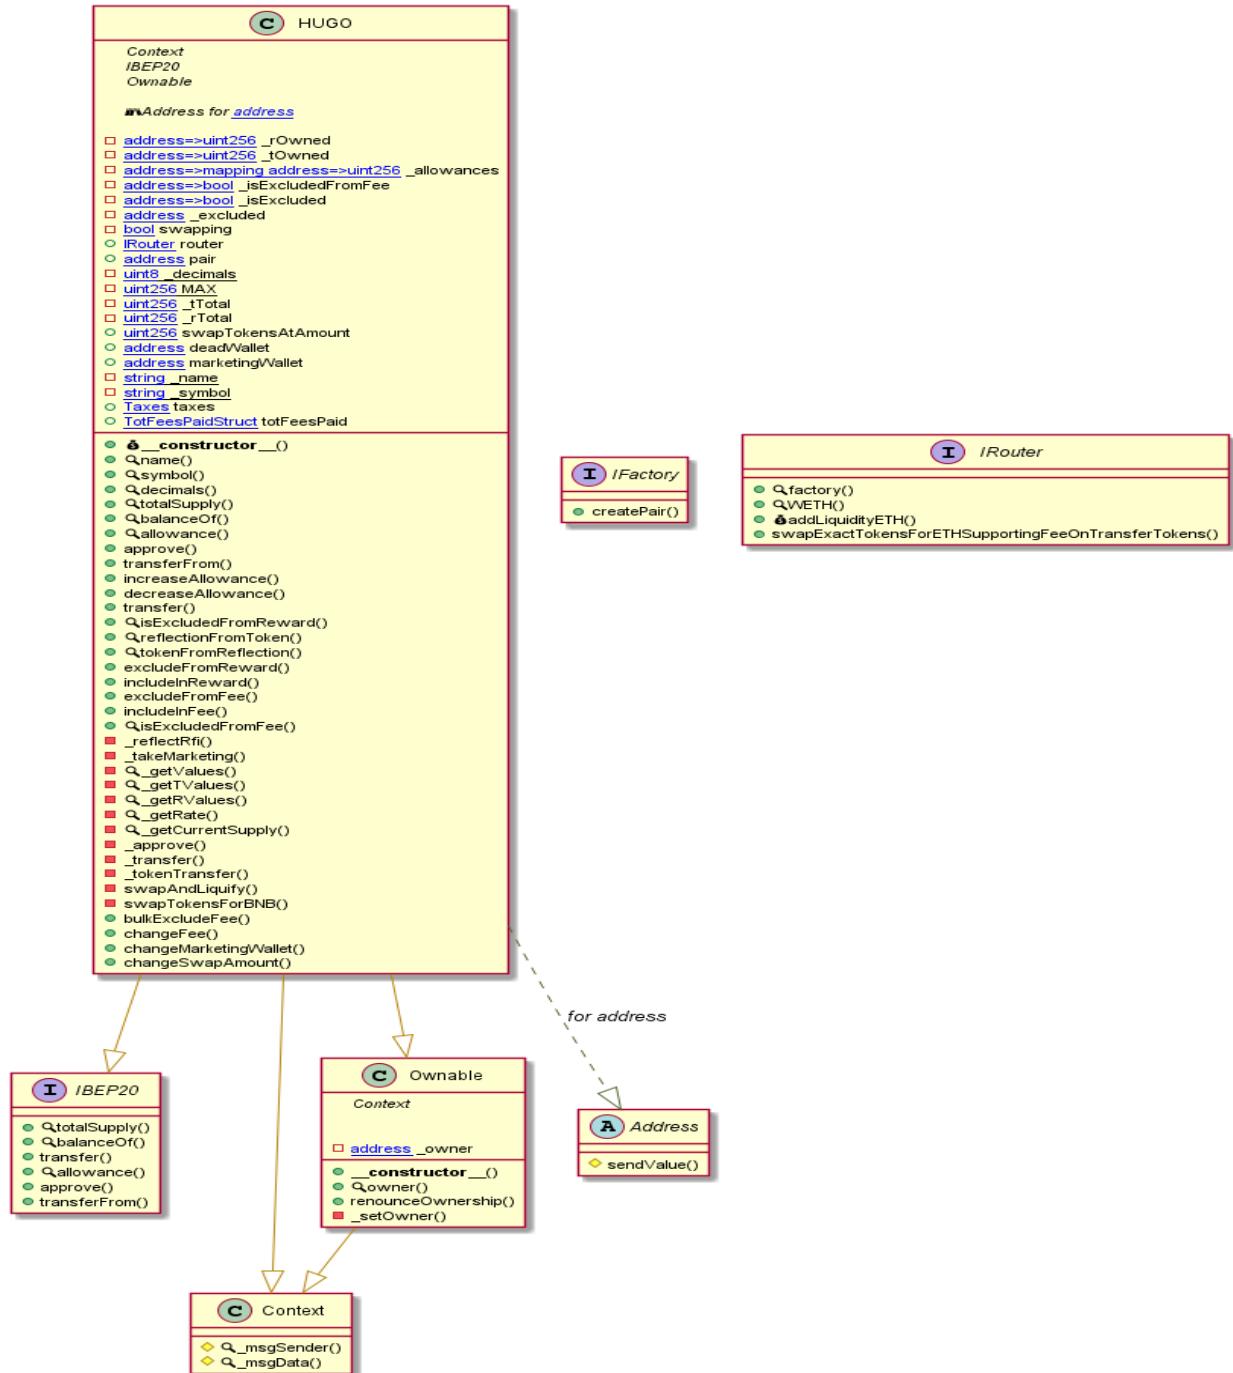 C HUGO
Context
IBEP20
Ownable
Address for address
address=>uint256 _rOwned
address=>uint256 _tOwned
address=>mapping address=>uint256 _allowances
address=>bool _isExcludedFromFee
address=>bool _isExcluded
address _excluded
bool swapping
IRouter router
address pair
uint8 _decimals
uint256 MAX
uint256 _tTotal
uint256 _rTotal
uint256 swapTokensAtAmount
address deadWallet
address marketingWallet
string _name
string _symbol
Taxes taxes
TotFeesPaidStruct totFeesPaid
__constructor__()
name()
symbol()
decimals()
totalSupply()
balanceOf()
allowance()
approve()
transferFrom()
increaseAllowance()
decreaseAllowance()
transfer()
isExcludedFromReward()
reflectionFromToken()
tokenFromReflection()
excludeFromReward()
includeInReward()
excludeFromFee()
includeInFee()
isExcludedFromFee()
_reflectRfi()
_takeMarketing()
_getValues()
_getTValues()
_getRValues()
_getRate()
_getCurrentSupply()
_approve()
_transfer()
_tokenTransfer()
swapAndLiquify()
swapTokensForBNB()
bulkExcludeFee()
changeFee()
changeMarketingWallet()
changeSwapAmount()
I IFactory
createPair()
I IRouter
factory()
WETH()
addLiquidityETH()
swapExactTokensForETHSupportingFeeOnTransferTokens()
for address
I IBEP20
totalSupply()
balanceOf()
transfer()
allowance()
approve()
transferFrom()
C Ownable
Context
address _owner
__constructor__()
owner()
renounceOwnership()
_setOwner()
A Address
sendValue()
C Context
_msgSender()
_msgData()